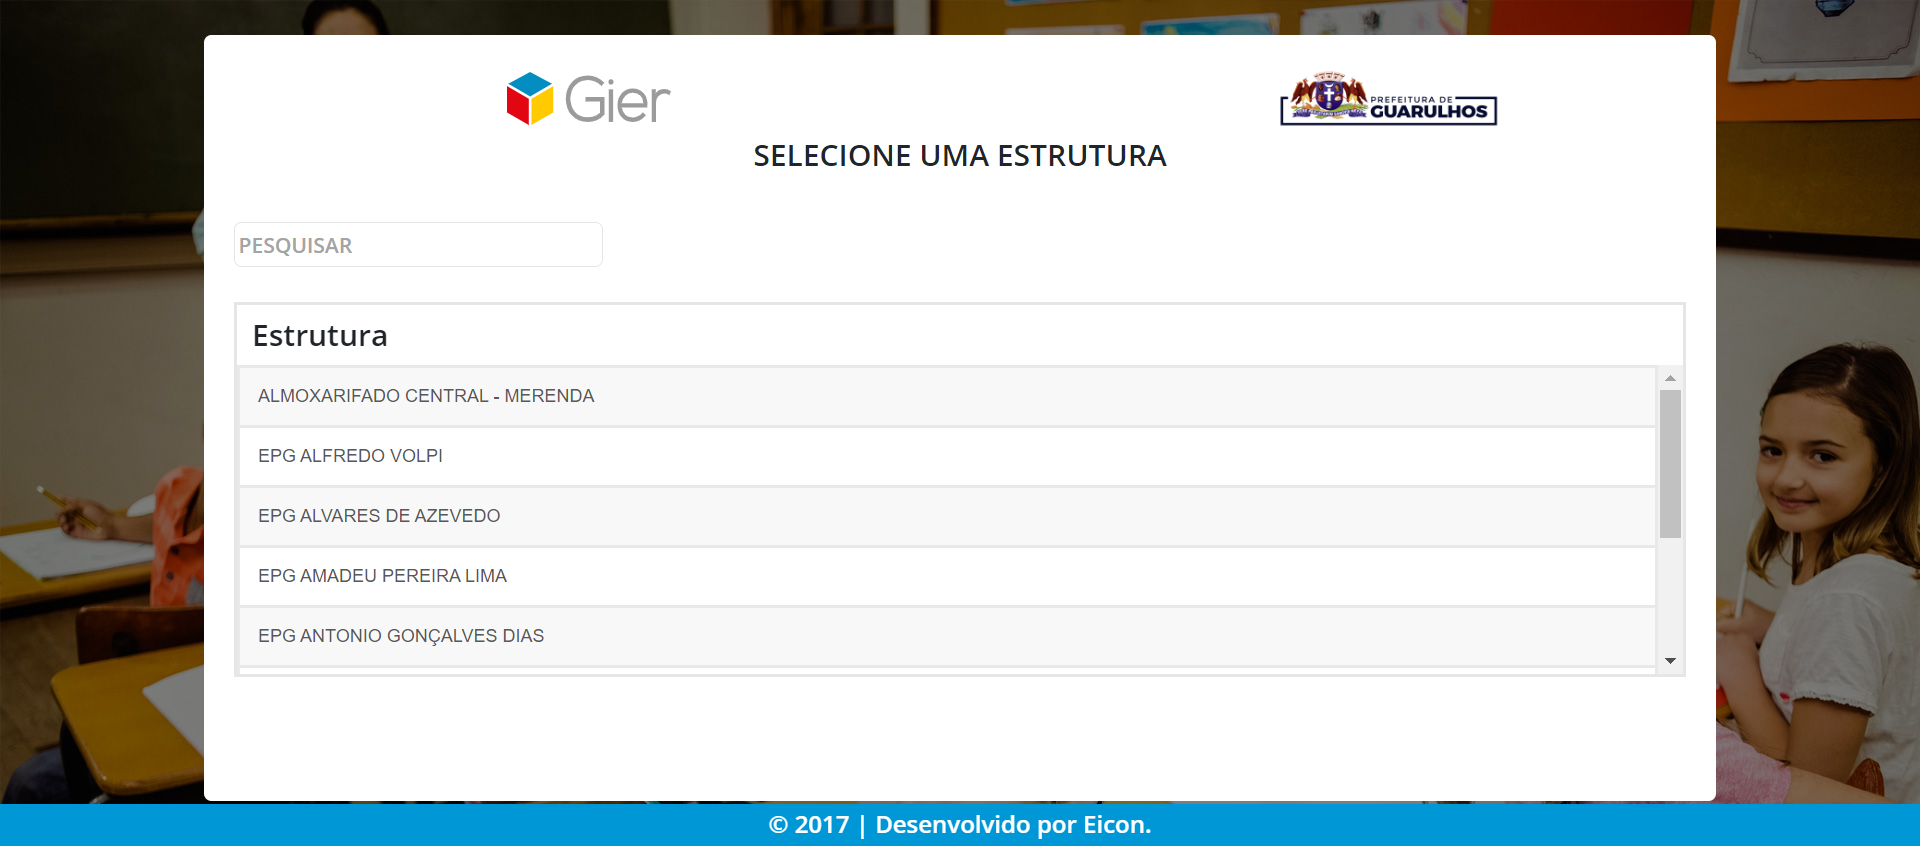 Gier
PREFEITURA DE
GUARULHOS
SELECIONE UMA ESTRUTURA
PESQUISAR
Estrutura
ALMOXARIFADO CENTRAL - MERENDA
EPG ALFREDO VOLPI
EPG ALVARES DE AZEVEDO
EPG AMADEU PEREIRA LIMA
EPG ANTONIO GONÇALVES DIAS
© 2017 | Desenvolvido por Eicon.